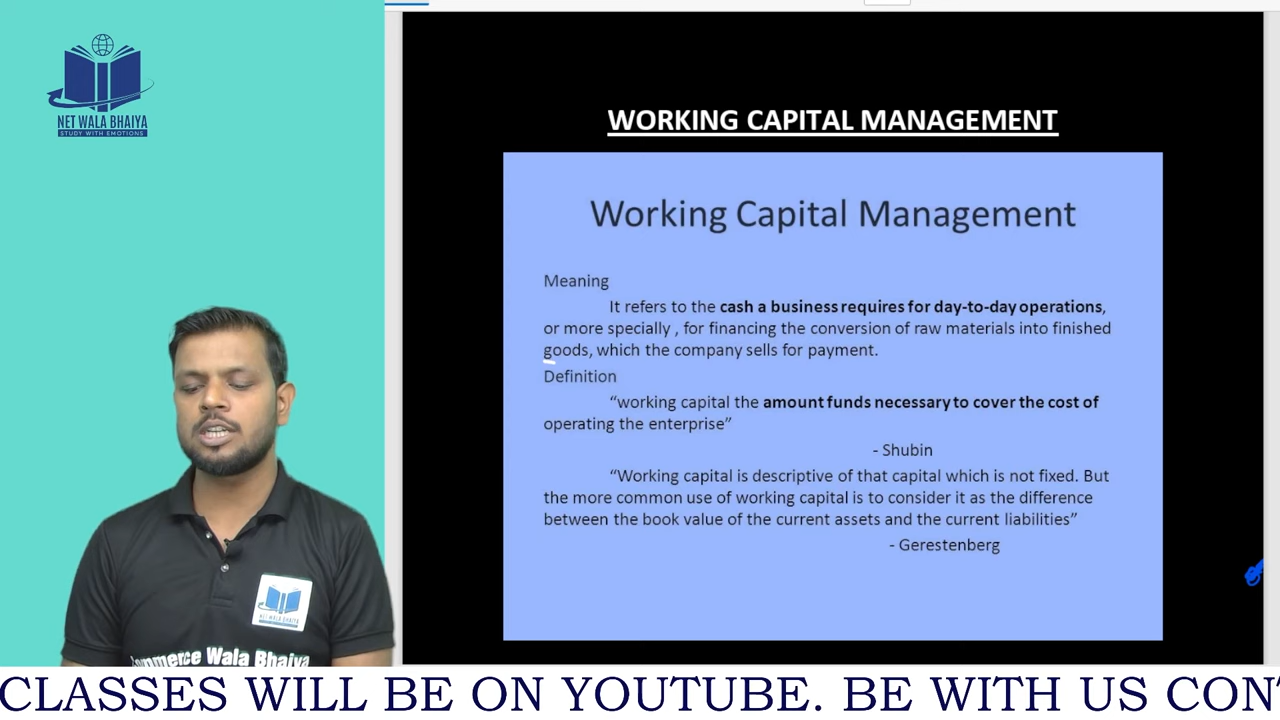 NET WALA BHAIYA
STUDY WITH EMOTIONS
WORKING CAPITAL MANAGEMENT
Working Capital Management
Meaning
It refers to the cash a business requires for day-to-day operations,
or more specially , for financing the conversion of raw materials into finished
goods, which the company sells for payment.
Definition
“working capital the amount funds necessary to cover the cost of
operating the enterprise”
- Shubin
“Working capital is descriptive of that capital which is not fixed. But
the more common use of working capital is to consider it as the difference
between the book value of the current assets and the current liabilities”
- Gerestenberg
NET WALA BHAIYA
Commerce Wala Bhaiya
CLASSES WILL BE ON YOUTUBE. BE WITH US CON